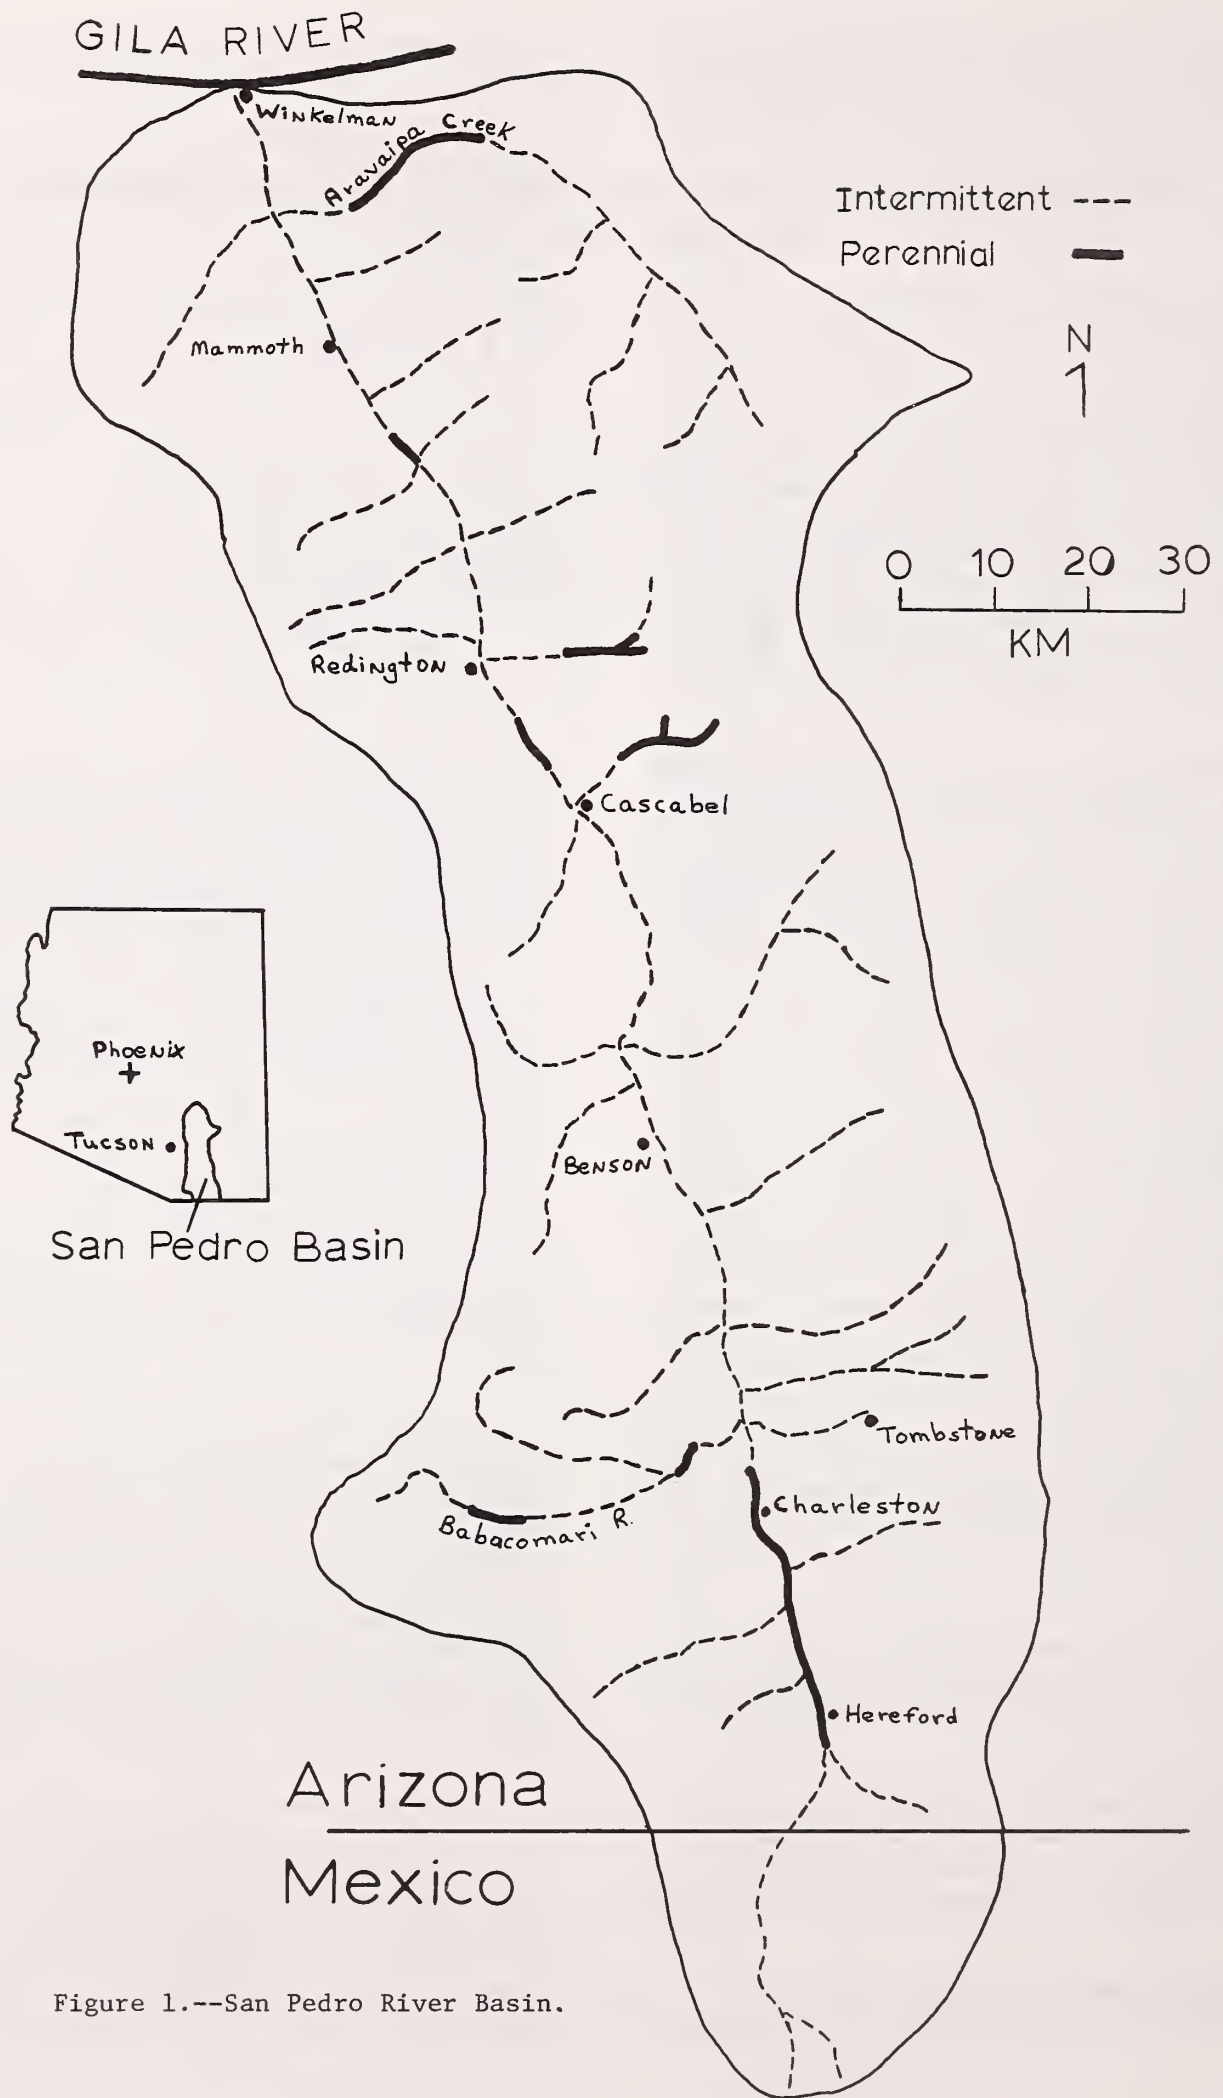 GILA RIVER
Winkelman
Aravaipa Creek
Intermittent
Perennial
N
Mammoth
0 10 20 30
KM
Redington
Cascabel
Phoenix
Tucson
Benson
San Pedro Basin
Tombstone
Charleston
Babacomari R.
Hereford
Arizona
Mexico
Figure 1.--San Pedro River Basin.